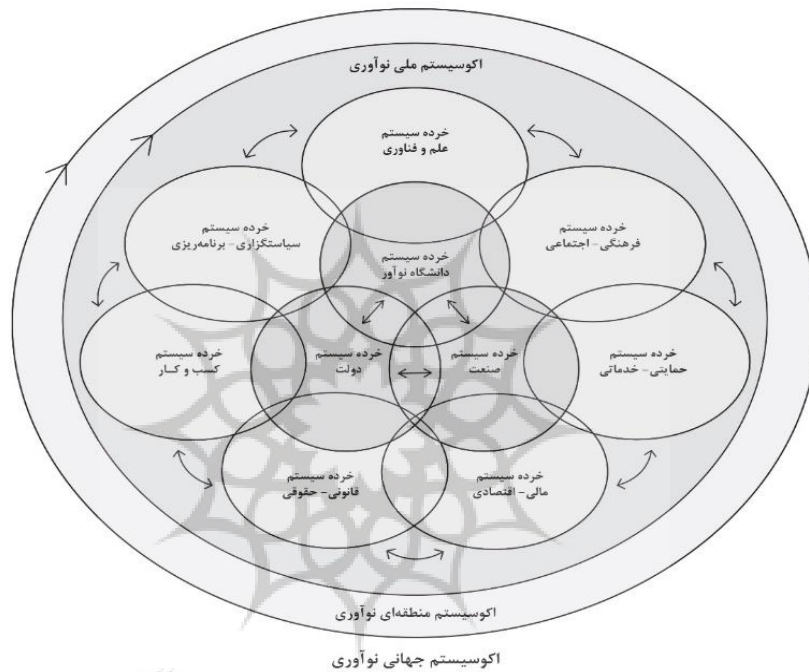 اکوسیستم ملی نوآوری
خرده سیستم
علم و فناوری
خرده سیستم
فرهنگی - اجتماعی
خرده سیستم
سیاستگزاری - برنامه‌ریزی
خرده سیستم
دانشگاه نوآور
خرده سیستم
حمایتی - خدماتی
خرده سیستم
صنعت
خرده سیستم
دولت
خرده سیستم
کسب و کـار
خرده سیستم
مالی - اقتصادی
خرده سیستم
قانونی - حقوقی
اکوسیستم منطقه‌ای نوآوری
اکوسیستم جهانی نوآوری